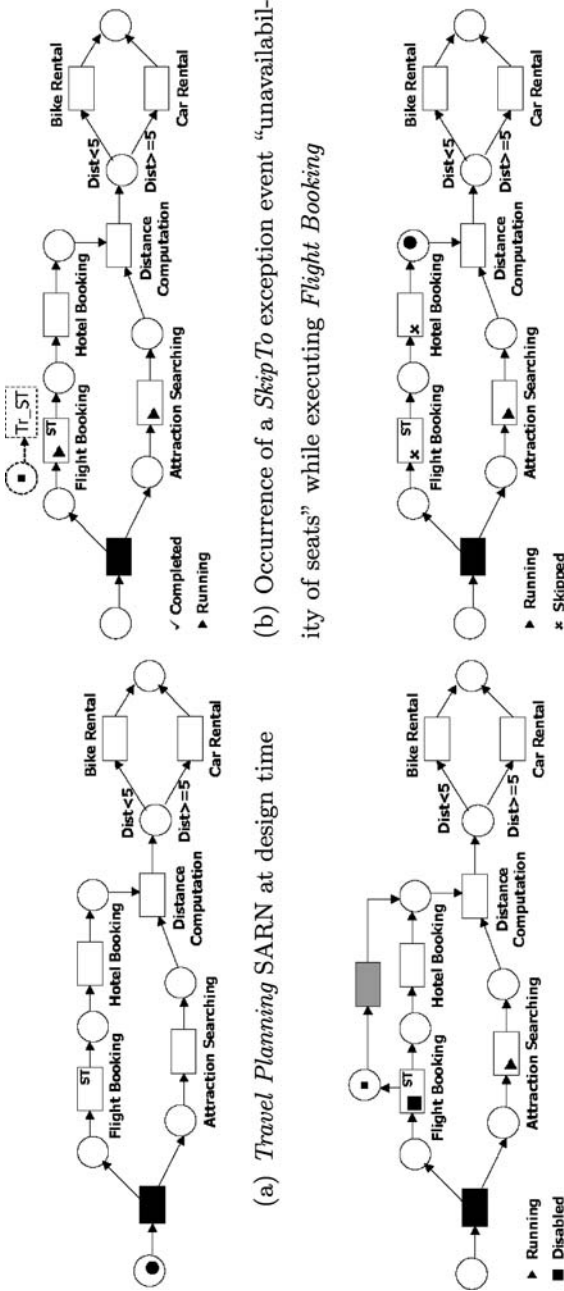 ST
Flight Booking
Hotel Booking
Attraction Searching
Distance
Computation
Dist<5
Dist>=5
Bike Rental
Car Rental
(a) Travel Planning SARN at design time
Tr_ST
ST
Flight Booking
Hotel Booking
Attraction Searching
Distance
Computation
Dist<5
Dist>=5
Bike Rental
Car Rental
✓ Completed
▶ Running
(b) Occurrence of a SkipTo exception event “unavailabil-
ity of seats” while executing Flight Booking
ST
Flight Booking
Hotel Booking
Attraction Searching
Distance
Computation
Dist<5
Dist>=5
Bike Rental
Car Rental
▶ Running
■ Disabled
ST
Flight Booking
Hotel Booking
Attraction Searching
Distance
Computation
Dist<5
Dist>=5
Bike Rental
Car Rental
▶ Running
✖ Skipped